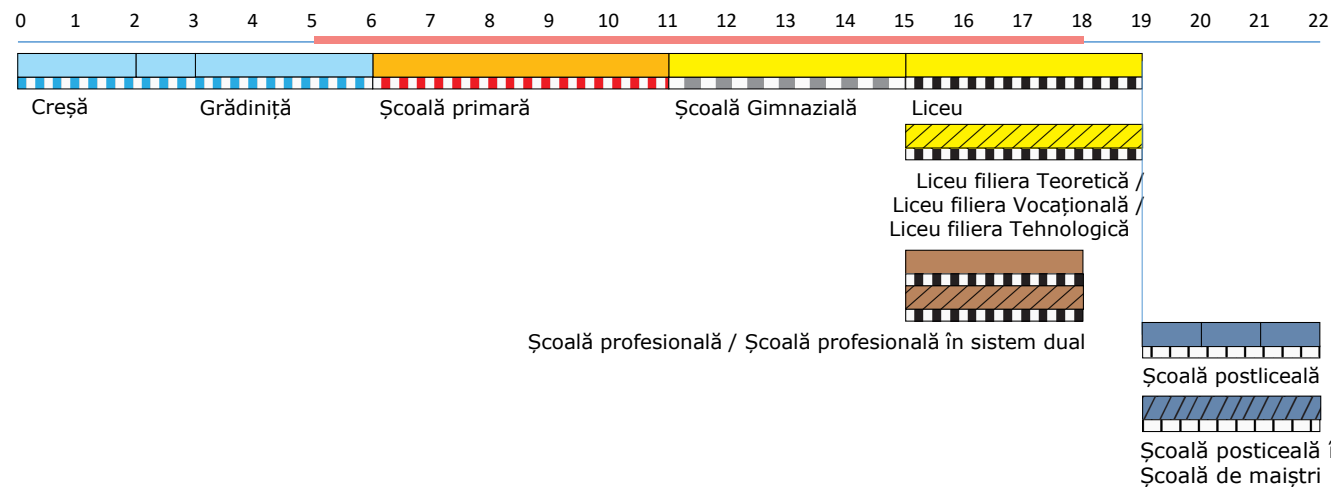 0 1 2 3 4 5 6 7 8 9 10 11 12 13 14 15 16 17 18 19 20 21 22
Creșă Grădiniță Școală primară Școală Gimnazială Liceu
Liceu filiera Teoretică /
Liceu filiera Vocațională /
Liceu filiera Tehnologică
Școală profesională / Școală profesională în sistem dual
Școală postliceală
Școală posticeală
Școală de maiștri